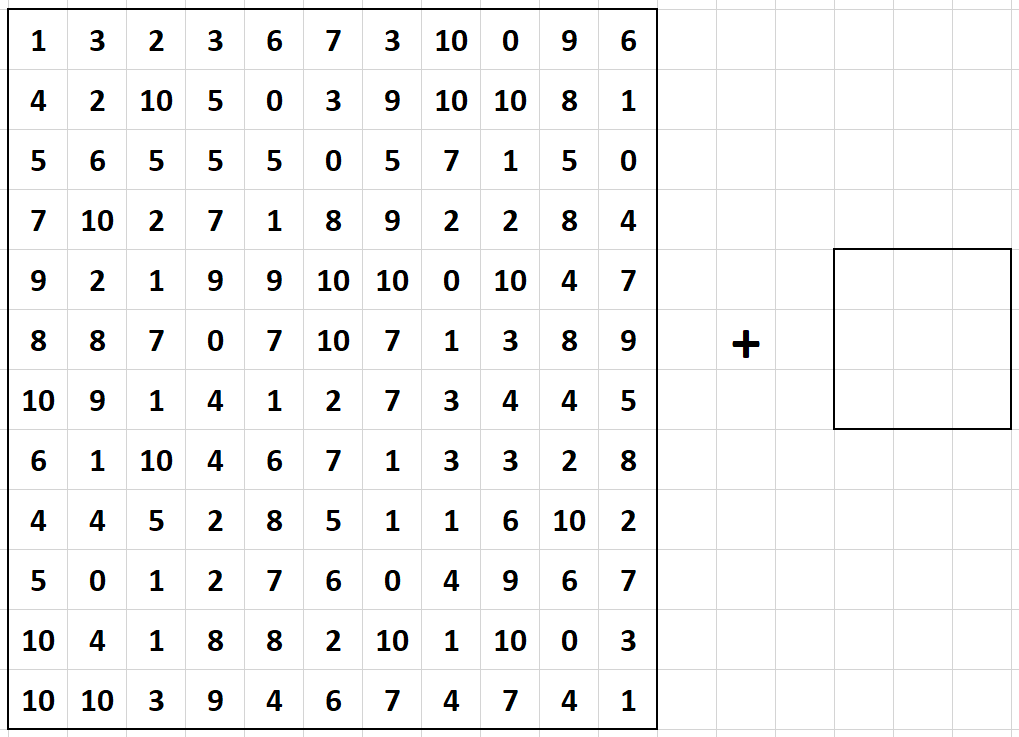 1 3 2 3 6 7 3 10 0 9 6
4 2 10 5 0 3 9 10 10 8 1
5 6 5 5 5 0 5 7 1 5 0
7 10 2 7 1 8 9 2 2 8 4
9 2 1 9 9 10 10 0 10 4 7
8 8 7 0 7 10 7 1 3 8 9 +
10 9 1 4 1 2 7 3 4 4 5
6 1 10 4 6 7 1 3 3 2 8
4 4 5 2 8 5 1 1 6 10 2
5 0 1 2 7 6 0 4 9 6 7
10 4 1 8 8 2 10 1 10 0 3
10 10 3 9 4 6 7 4 7 4 1